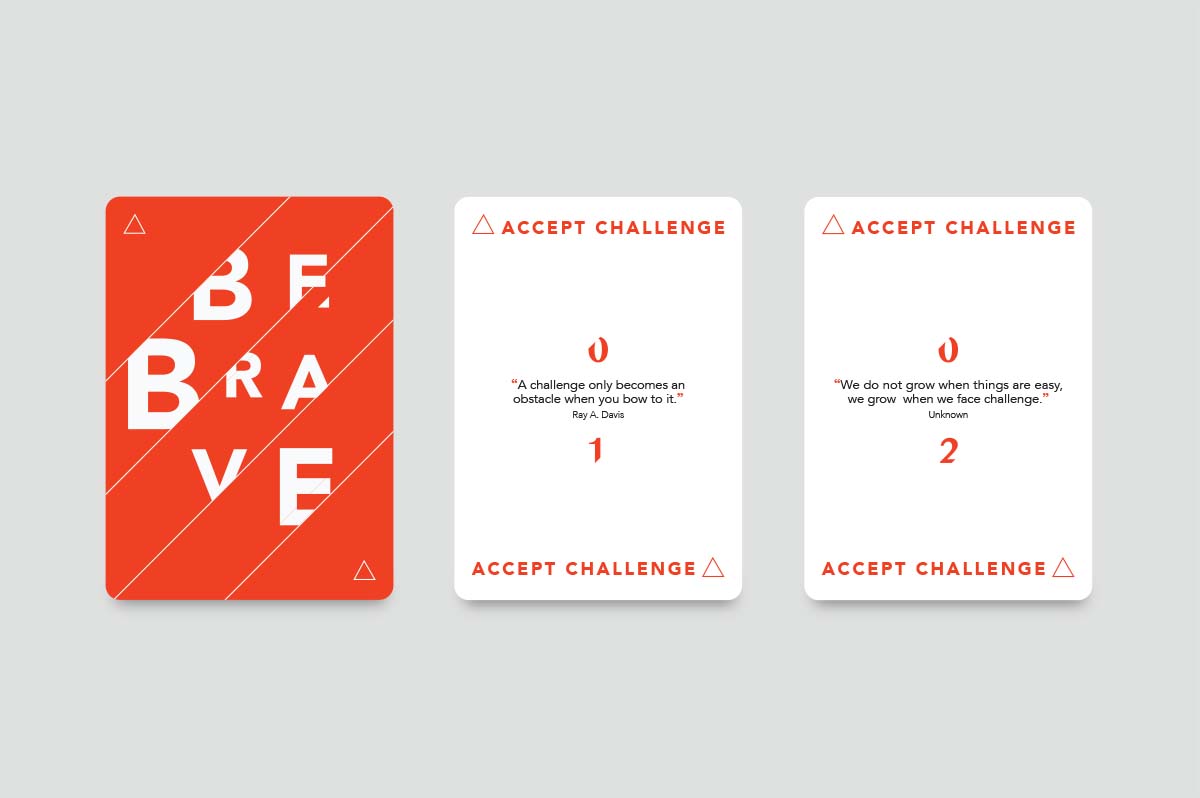 BE
BRA
VE
ACCEPT CHALLENGE
0
“A challenge only becomes an
obstacle when you bow to it.”
Ray A. Davis
1
ACCEPT CHALLENGE
ACCEPT CHALLENGE
0
“We do not grow when things are easy,
we grow when we face challenge.”
Unknown
2
ACCEPT CHALLENGE